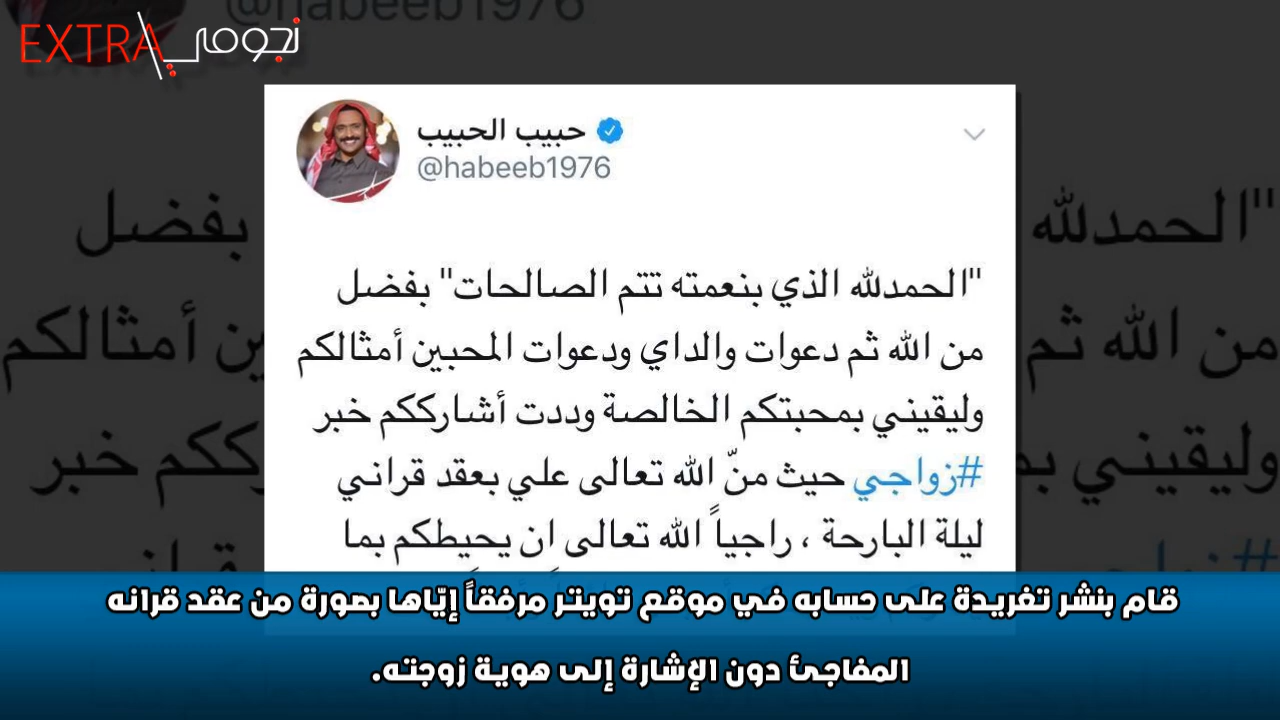 EXTRA نجومي
@habeeb1976
حبيب الحبيب
@habeeb1976
"الحمدلله الذي بنعمته تتم الصالحات" بفضل
من الله ثم دعوات والداي ودعوات المحبين أمثالكم
وليقيني بمحبتكم الخالصة وددت أشارككم خبر
#زواجي حيث منّ الله تعالى علي بعقد قراني
ليلة البارحة ، راجياً الله تعالى ان يحيطكم بما
قام بنشر تغريدة على حسابه في موقع تويتر مرفقاً إيّاها بصورة من عقد قرانه
المفاجئ دون الإشارة إلى هوية زوجته.